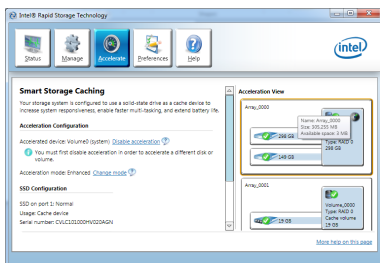 Intel® Rapid Storage Technology
Status
Manage
Accelerate
Preferences
Help
intel
Smart Storage Caching
Your storage system is configured to use a solid-state drive as a cache device to
increase system responsiveness, enable faster multi-tasking, and extend battery life.
Acceleration Configuration
Accelerated device: Volume0 (system) Disable acceleration
You must first disable acceleration in order to accelerate a different disk or
volume.
Acceleration mode: Enhanced Change mode
SSD Configuration
SSD on port 1: Normal
Usage: Cache device
Serial number: CVLC101000HV020AGN
Acceleration View
Array_0000
Name: Array_0000
Size: 305,255 MB
Available space: 3 MB
Type: RAID 0
298 GB
298 GB
149 GB
Array_0001
Volume_0000
Type: RAID 0
Cache volume
19 GB
19 GB
More help on this page